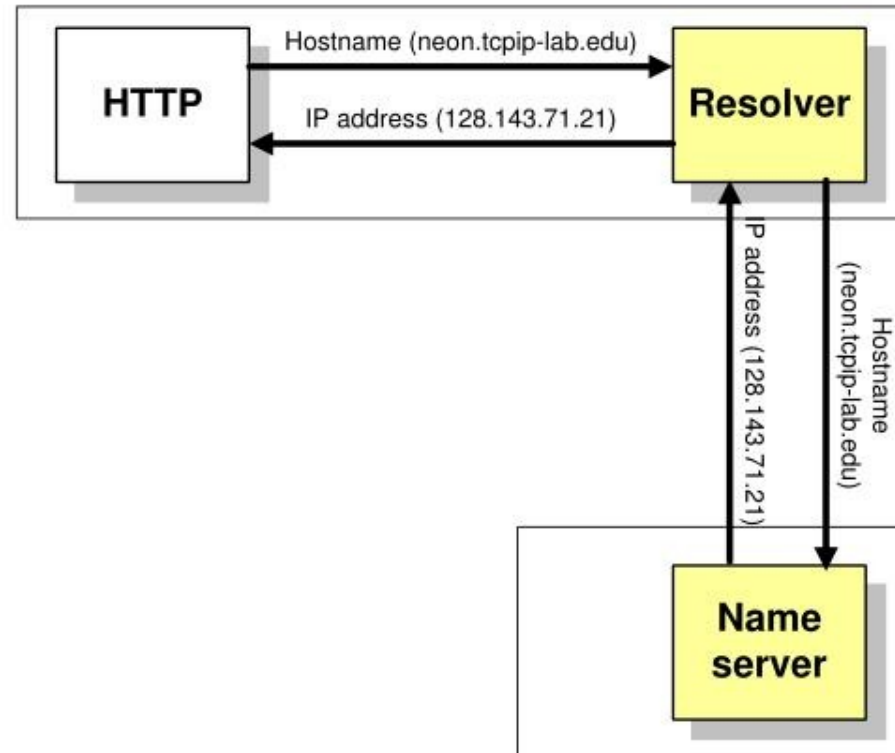 Hostname (neon.tcpip-lab.edu)
HTTP
Resolver
IP address (128.143.71.21)
IP address (128.143.71.21)
Hostname
(neon.tcpip-lab.edu)
Name
server